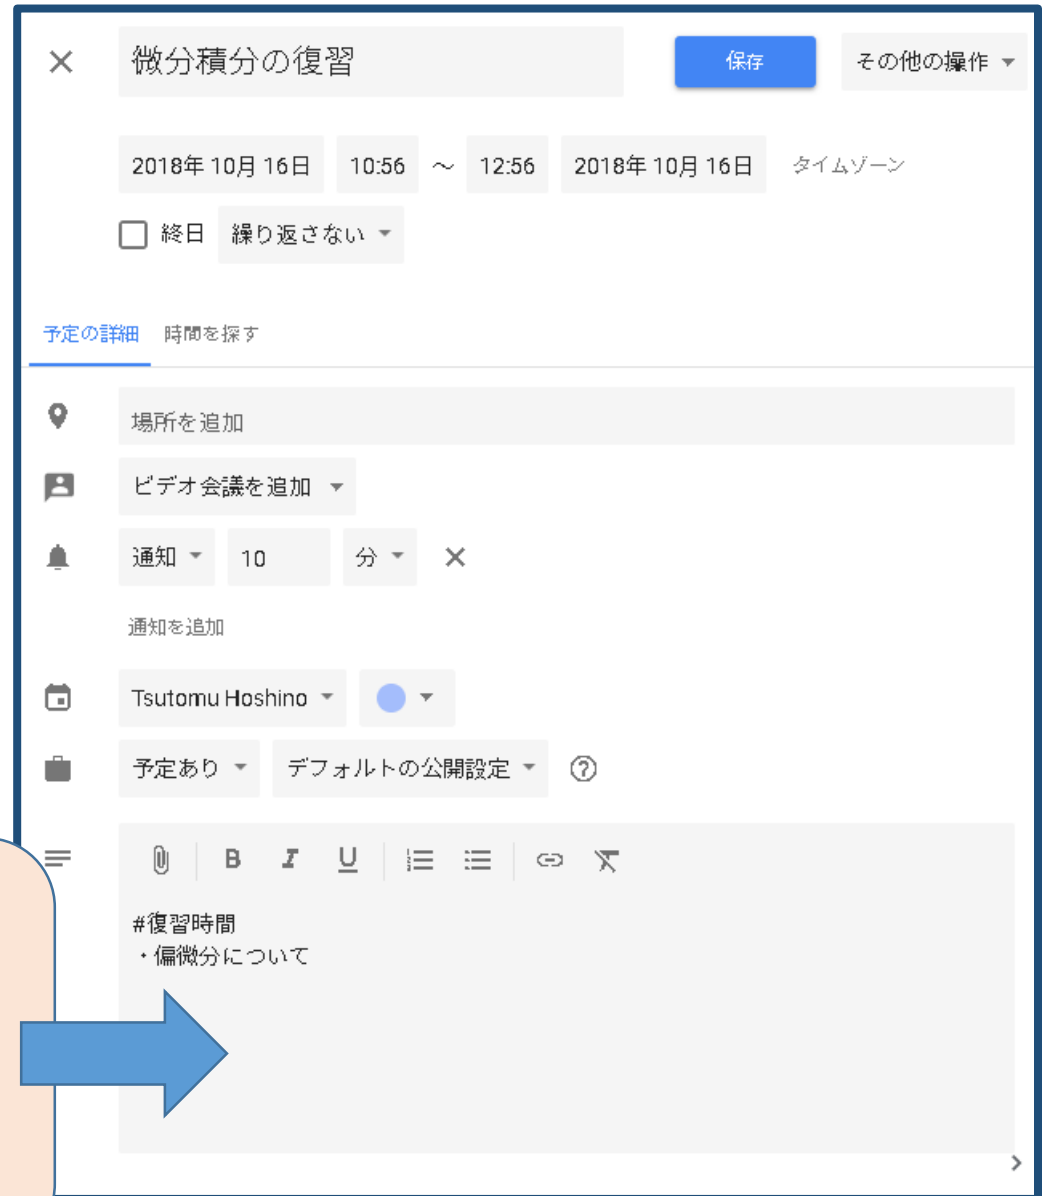 微分積分の復習 保存 その他の操作
2018年 10月 16日 10:56 ～ 12:56 2018年 10月 16日 タイムゾーン
終日 繰り返さない
予定の詳細 時間を探す
場所を追加
ビデオ会議を追加
通知 10 分
通知を追加
Tsutomu Hoshino
予定あり デフォルトの公開設定
B I U
#復習時間
・偏微分について